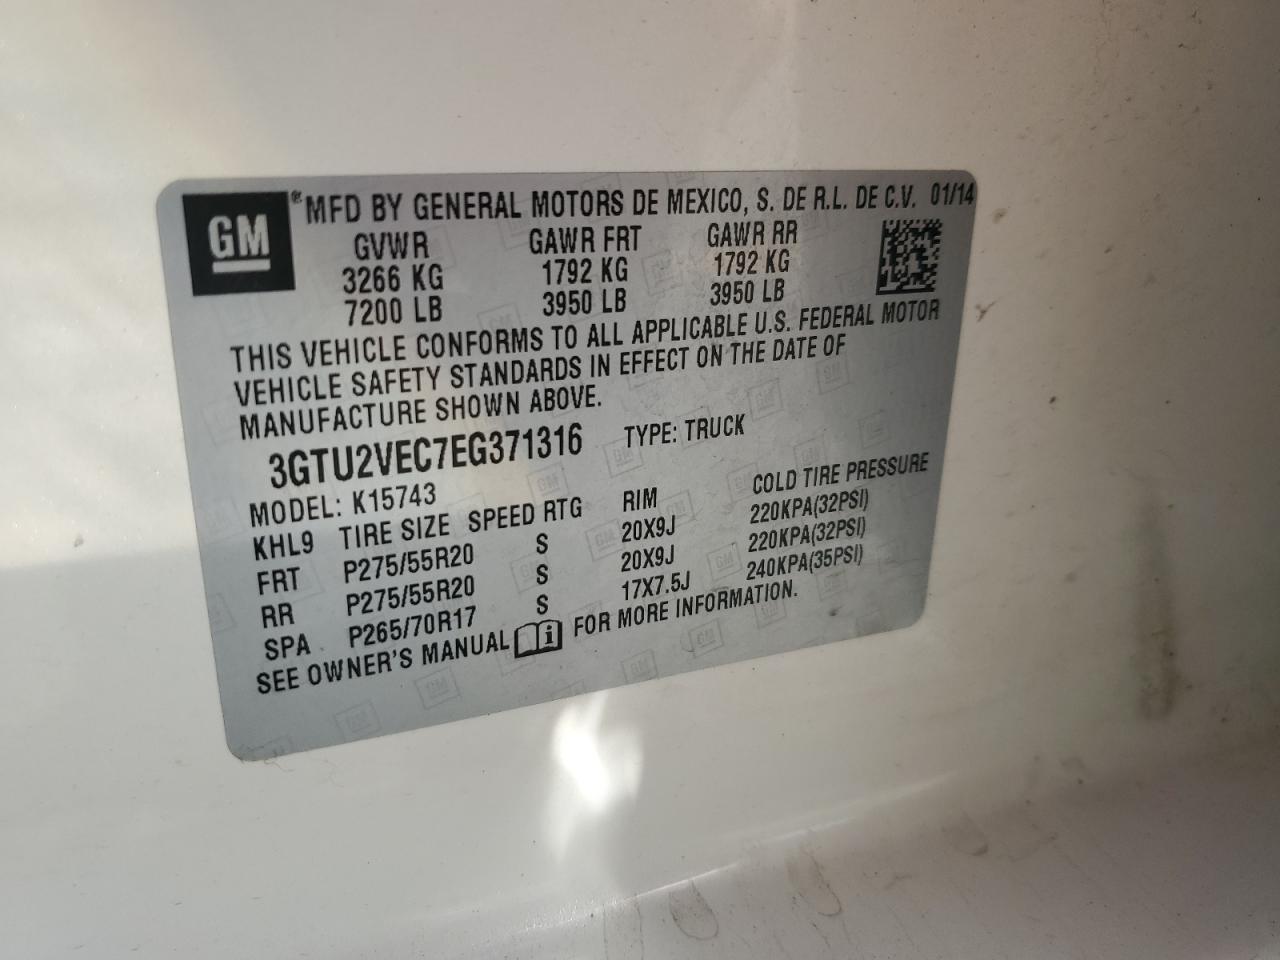 GM
® MFD BY GENERAL MOTORS DE MEXICO, S. DE R.L. DE C.V. 01/14
GVWR GAWR FRT GAWR RR
3266 KG 1792 KG 1792 KG
7200 LB 3950 LB 3950 LB
THIS VEHICLE CONFORMS TO ALL APPLICABLE U.S. FEDERAL MOTOR
VEHICLE SAFETY STANDARDS IN EFFECT ON THE DATE OF
MANUFACTURE SHOWN ABOVE.
3GTU2VEC7EG371316 TYPE: TRUCK
MODEL: K15743
KHL9 TIRE SIZE SPEED RTG RIM COLD TIRE PRESSURE
FRT P275/55R20 S 20X9J 220KPA(32PSI)
RR P275/55R20 S 20X9J 220KPA(32PSI)
SPA P265/70R17 S 17X7.5J 240KPA(35PSI)
SEE OWNER'S MANUAL FOR MORE INFORMATION.